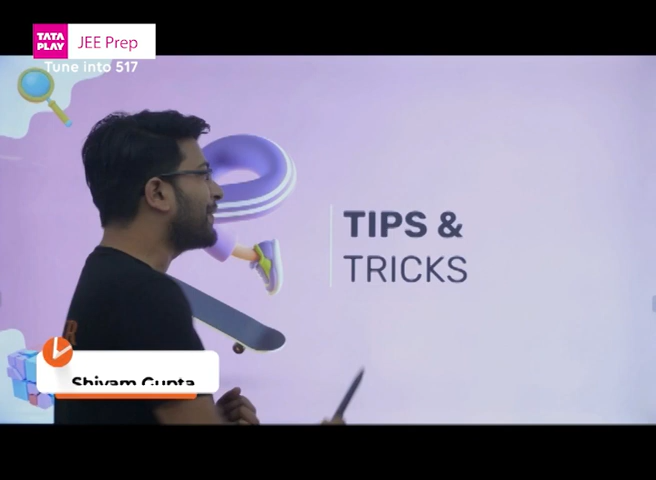 TATA
PLAY
JEE Prep
Tune into 517
TIPS &
TRICKS
R
Shivam Gupta